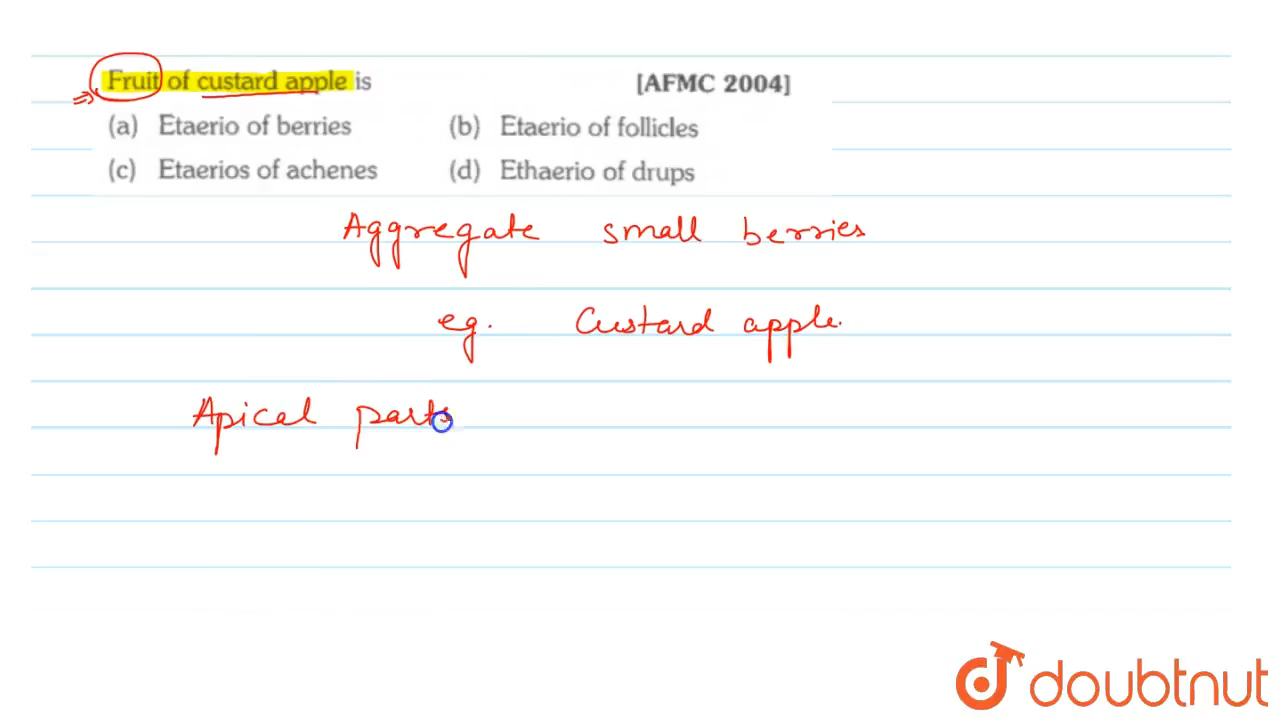 Fruit of custard apple is [AFMC 2004]
(a) Etaerio of berries (b) Etaerio of follicles
(c) Etaerios of achenes (d) Ethaerio of drups
Aggregate small berries
eg. Custard apple.
Apical parts
doubtnut